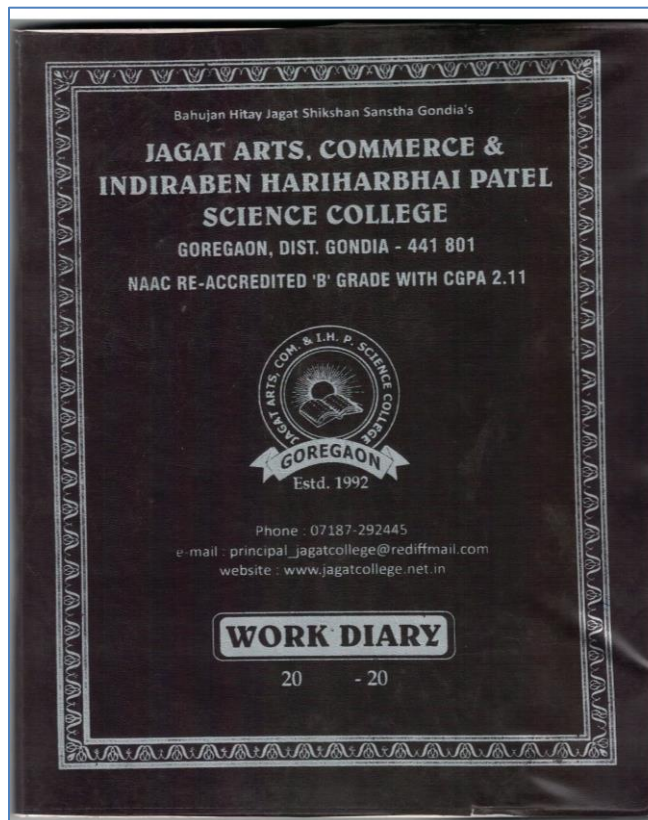 Bahujan Hitay Jagat Shikshan Sanstha Gondia's
JAGAT ARTS, COMMERCE &
INDIRABEN HARIHARBHAI PATEL
SCIENCE COLLEGE
GOREGAON, DIST. GONDIA - 441 801
NAAC RE-ACCREDITED 'B' GRADE WITH CGPA 2.11
JAGAT ARTS, COM. & I.H. P. SCIENCE COLLEGE
GOREGAON
Estd. 1992
Phone : 07187-292445
e-mail : principal_jagatcollege@rediffmail.com
website : www.jagatcollege.net.in
WORK DIARY
20 - 20